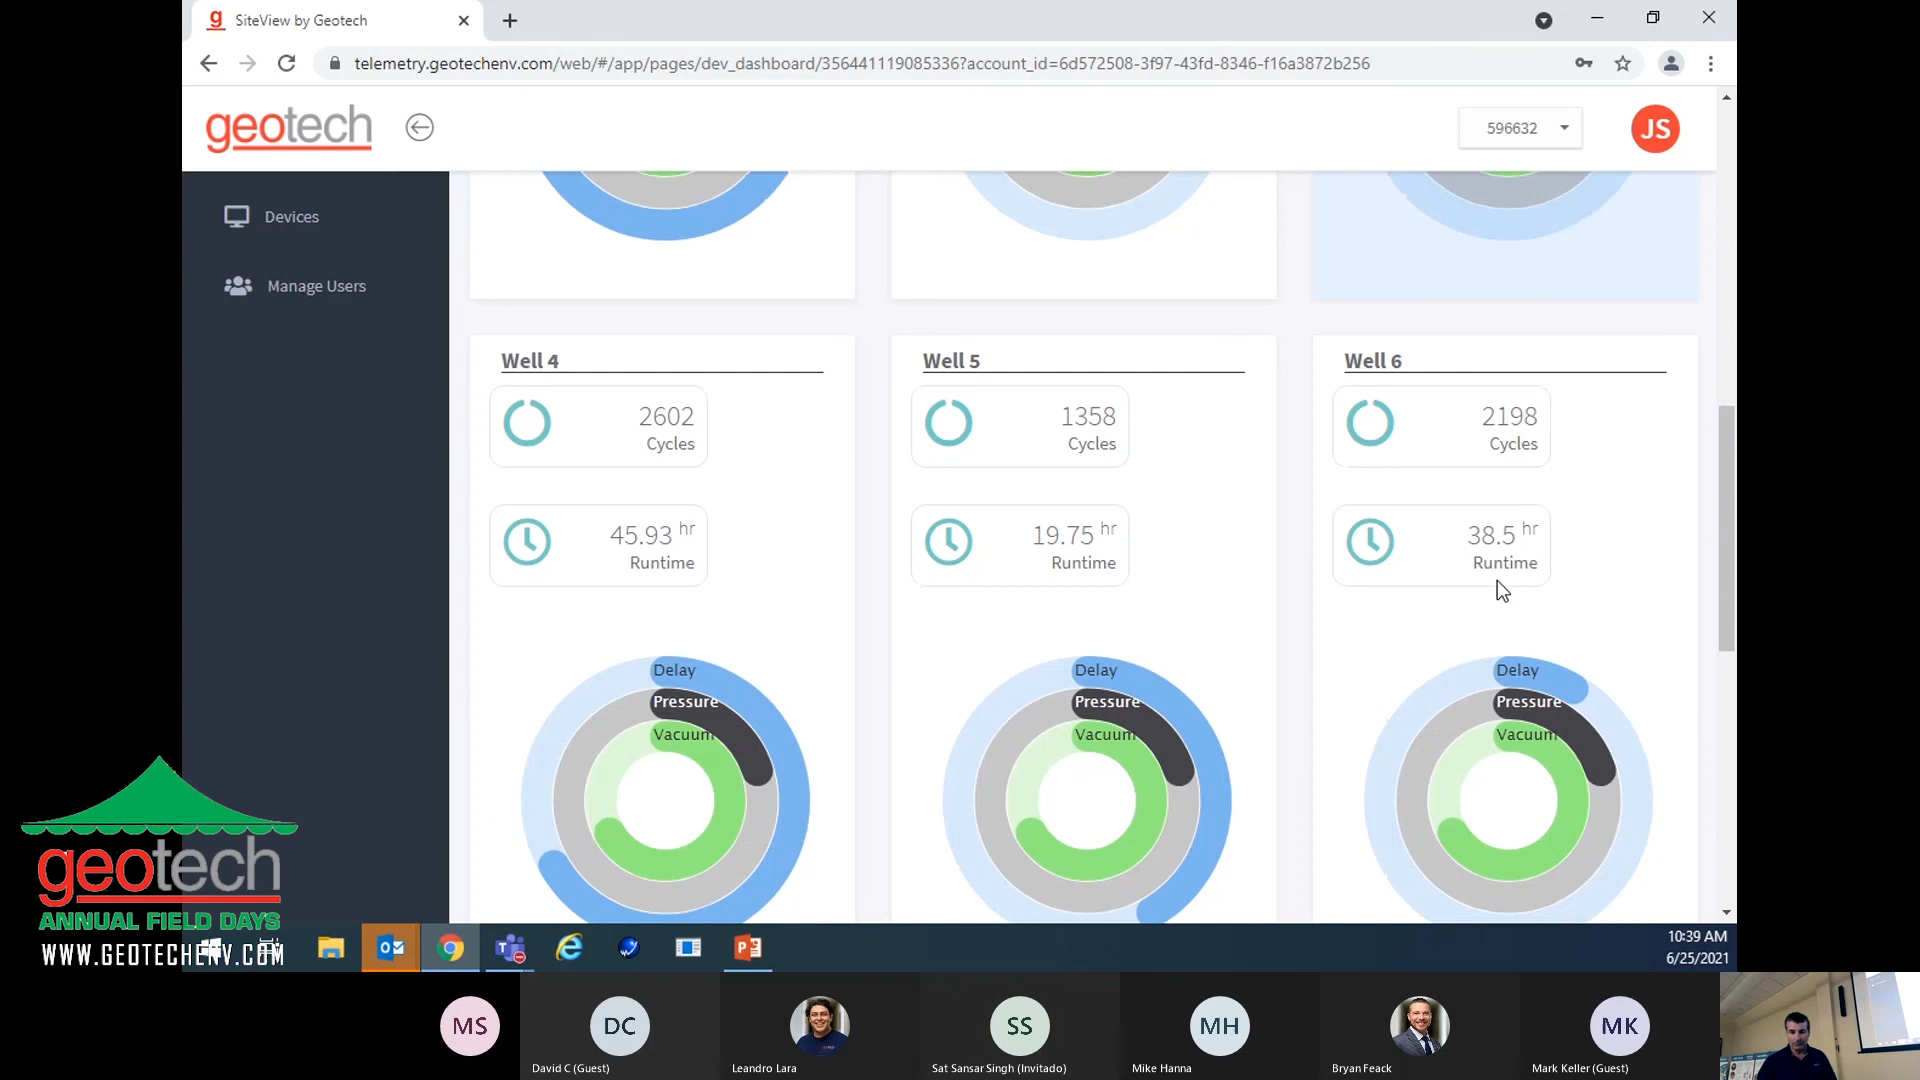 SiteView by Geotech
telemetry.geotechenv.com/web/#/app/pages/dev_dashboard/356441119085336?account_id=6d572508-3f97-43fd-8346-f16a3872b256
geotech
596632
JS
Devices
Manage Users
Well 4
2602
Cycles
45.93 hr
Runtime
Delay
Pressure
Vacuum
Well 5
1358
Cycles
19.75 hr
Runtime
Delay
Pressure
Vacuum
Well 6
2198
Cycles
38.5 hr
Runtime
Delay
Pressure
Vacuum
geotech
ANNUAL FIELD DAYS
WWW.GEOTECHENV.COM
10:39 AM
6/25/2021
MS
DC
David C (Guest)
Leandro Lara
SS
Sat Sansar Singh (Invitado)
MH
Mike Hanna
Bryan Feack
MK
Mark Keller (Guest)